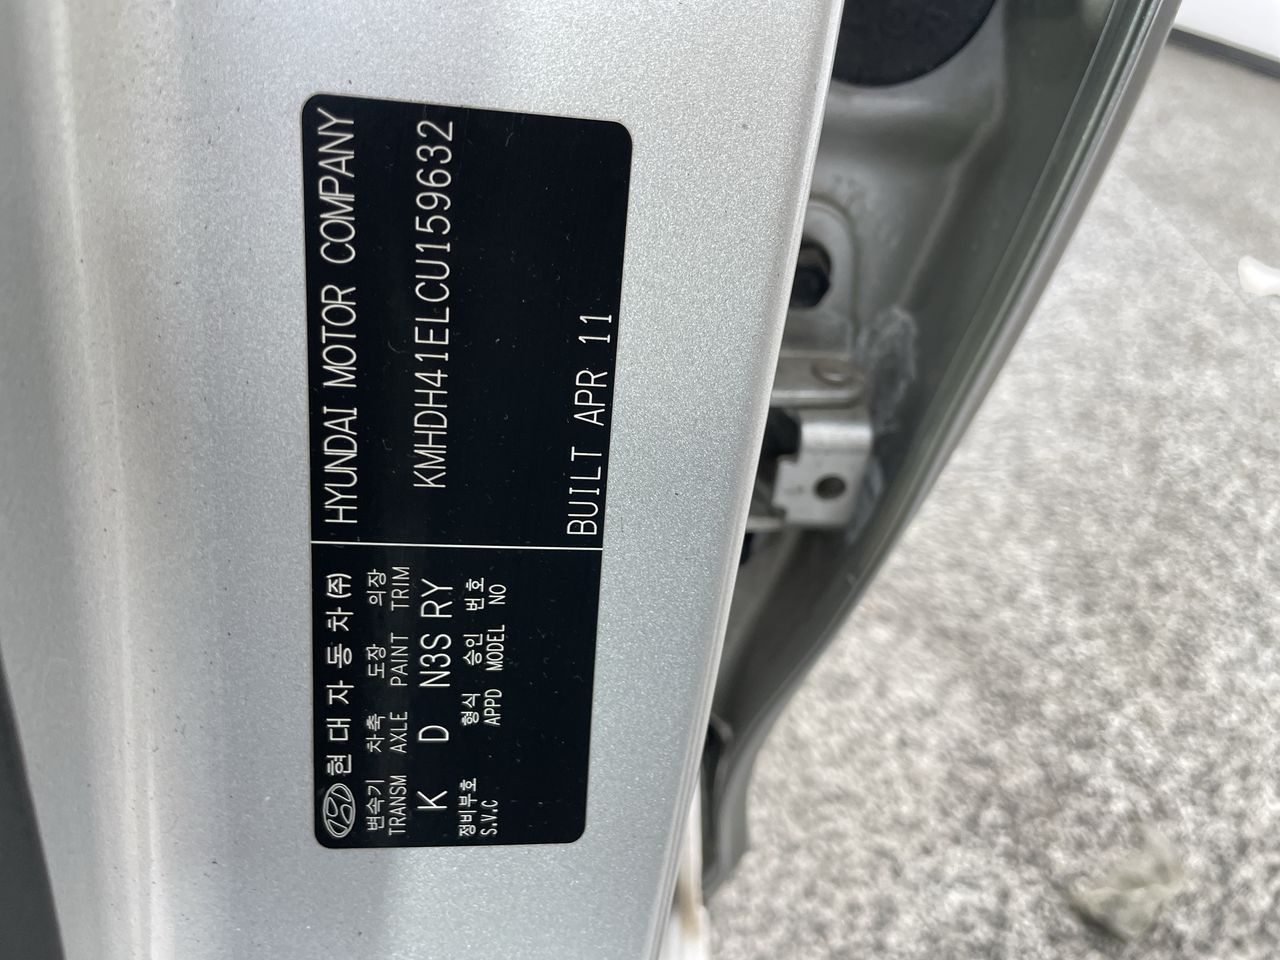 현대자동차(주) HYUNDAI MOTOR COMPANY
변속기 차축 도장 의장
TRANSM AXLE PAINT TRIM
K D N3S RY KMHDH41ELCU159632
정비부호 형식 승인 번호
S.V.C APPD MODEL NO
BUILT APR 11